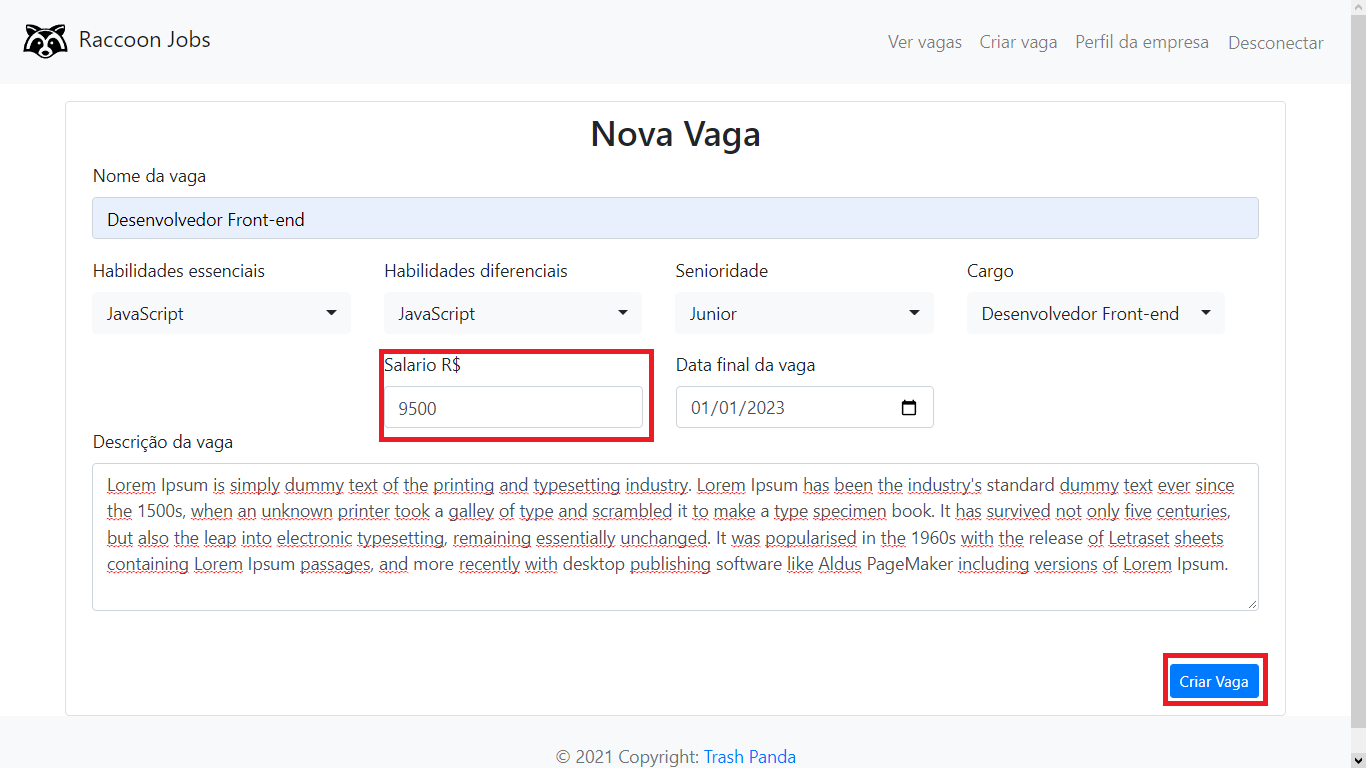 Raccoon Jobs
Ver vagas Criar vaga Perfil da empresa Desconectar
Nova Vaga
Nome da vaga
Desenvolvedor Front-end
Habilidades essenciais Habilidades diferenciais Senioridade Cargo
JavaScript JavaScript Junior Desenvolvedor Front-end
Salario R$ Data final da vaga
9500 01/01/2023
Descrição da vaga
Lorem Ipsum is simply dummy text of the printing and typesetting industry. Lorem Ipsum has been the industry's standard dummy text ever since
the 1500s, when an unknown printer took a galley of type and scrambled it to make a type specimen book. It has survived not only five centuries,
but also the leap into electronic typesetting, remaining essentially unchanged. It was popularised in the 1960s with the release of Letraset sheets
containing Lorem Ipsum passages, and more recently with desktop publishing software like Aldus PageMaker including versions of Lorem Ipsum.
Criar Vaga
© 2021 Copyright: Trash Panda